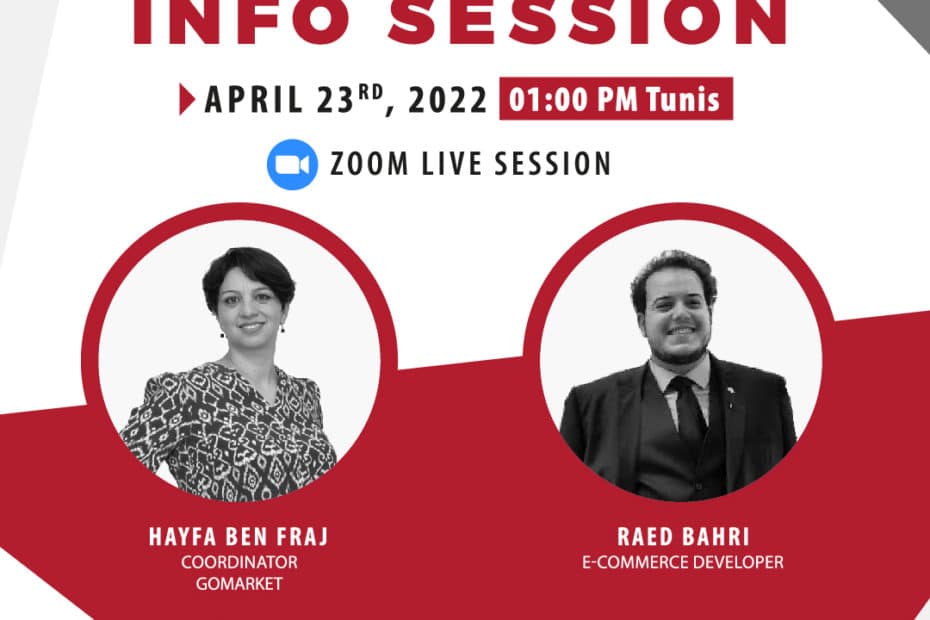 INFO SESSION
APRIL 23RD, 2022 01:00 PM Tunis
ZOOM LIVE SESSION
HAYFA BEN FRAJ
COORDINATOR
GOMARKET
RAED BAHRI
E-COMMERCE DEVELOPER